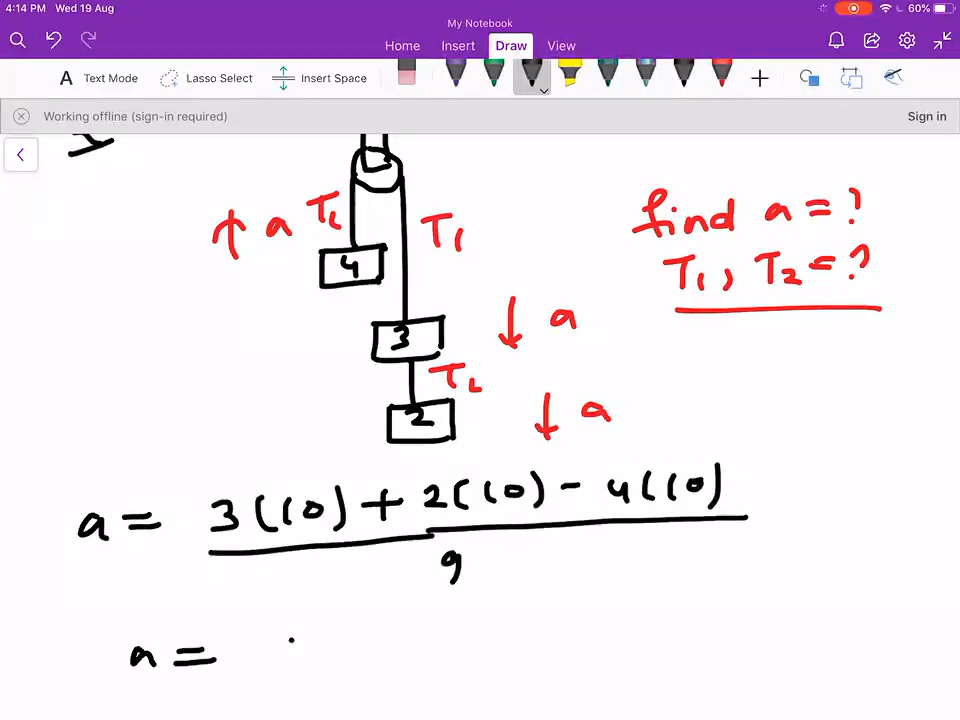 4:14 PM Wed 19 Aug
60%
My Notebook
Home Insert Draw View
A Text Mode Lasso Select Insert Space
Working offline (sign-in required) Sign in
find a = ?
T1, T2 = ?
a T1 T1
4
3 a
T2
2 a
a = 3(10) + 2(10) - 4(10)
9
a =